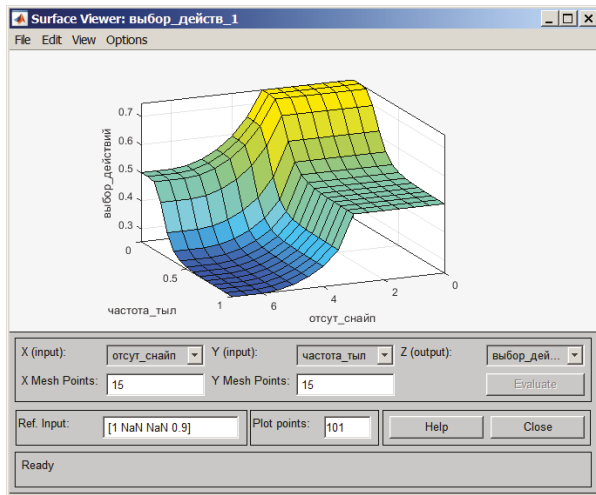 Surface Viewer: выбор_действ_1
File Edit View Options
0.7
0.6
0.5
0.4
0.3
выбор_действий
0
0.5
1
частота_тыл
6
4
2
0
отсут_снайп
X (input): отсут_снайп Y (input): частота_тыл Z (output): выбор_дей...
X Mesh Points: 15 Y Mesh Points: 15 Evaluate
Ref. Input: [1 NaN NaN 0.9] Plot points: 101 Help Close
Ready